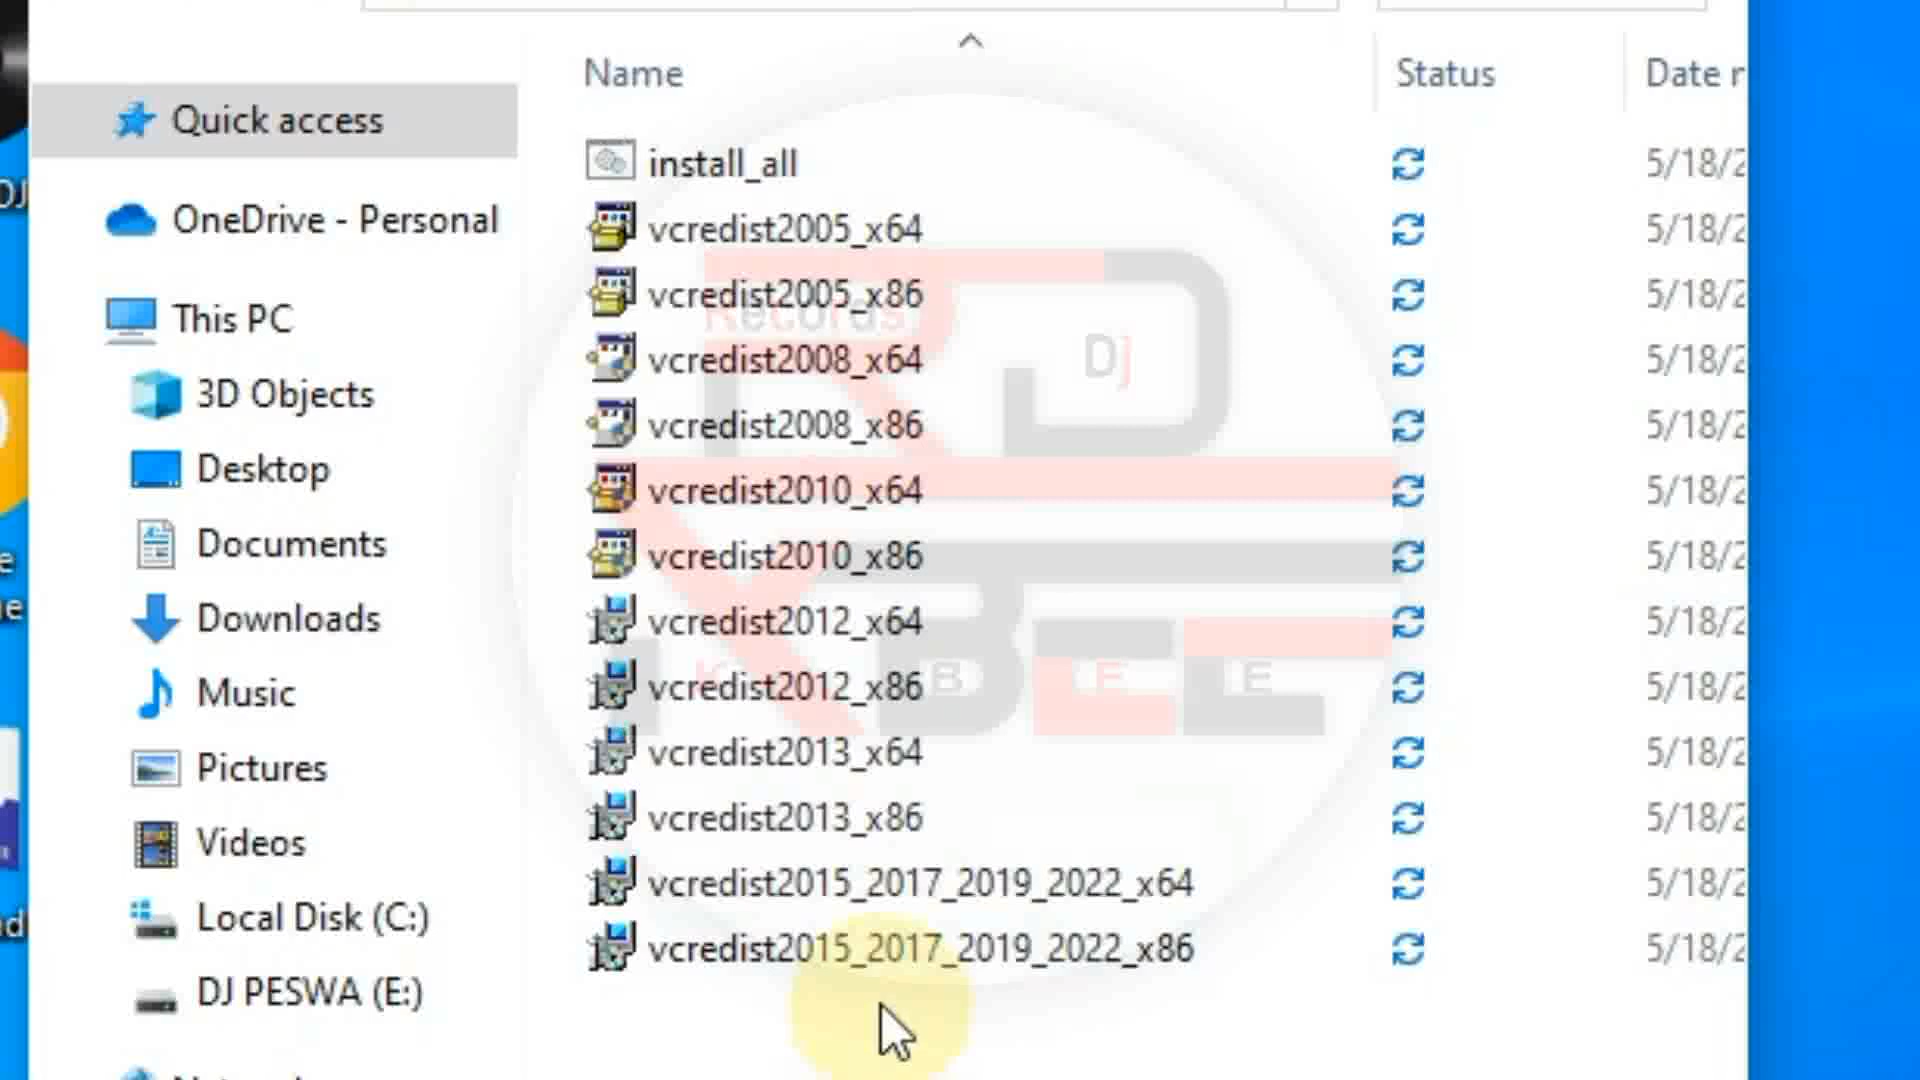 Name Status Date
Quick access
OneDrive - Personal
This PC
3D Objects
Desktop
Documents
Downloads
Music
Pictures
Videos
Local Disk (C:)
DJ PESWA (E:)
install_all 5/18/2
vcredist2005_x64 5/18/2
vcredist2005_x86 5/18/2
vcredist2008_x64 5/18/2
vcredist2008_x86 5/18/2
vcredist2010_x64 5/18/2
vcredist2010_x86 5/18/2
vcredist2012_x64 5/18/2
vcredist2012_x86 5/18/2
vcredist2013_x64 5/18/2
vcredist2013_x86 5/18/2
vcredist2015_2017_2019_2022_x64 5/18/2
vcredist2015_2017_2019_2022_x86 5/18/2
Records
Dj
DJ